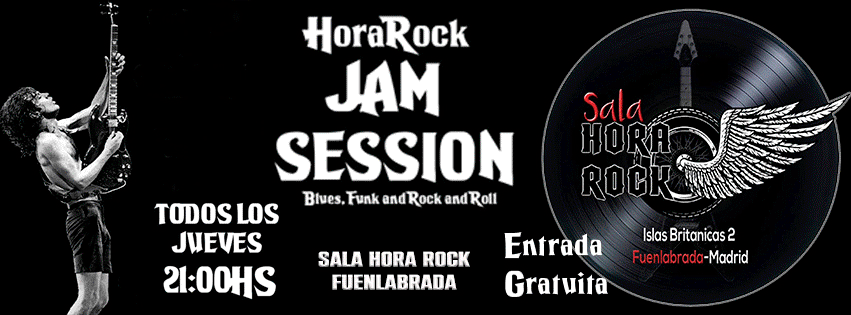 HoraRock
JAM
SESSION
Blues, Funk and Rock and Roll
TODOS LOS
JUEVES
21:00HS
SALA HORA ROCK
FUENLABRADA
Entrada
Gratuita
Sala
HORA
ROCK
Islas Britanicas 2
Fuenlabrada-Madrid